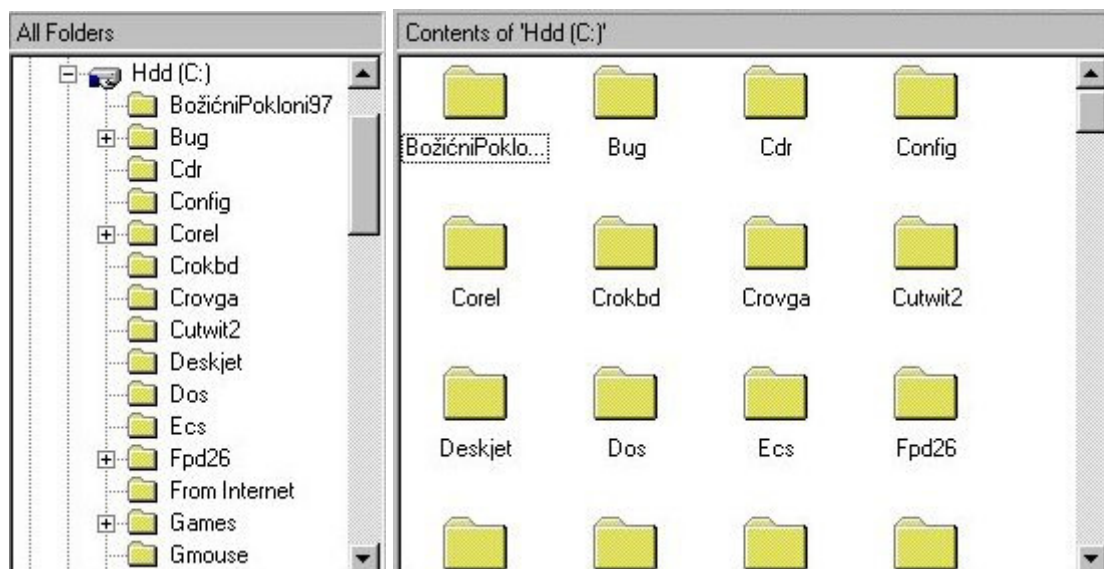 All Folders
Hdd (C:)
BožićniPokloni97
Bug
Cdr
Config
Corel
Crokbd
Crovga
Cutwit2
Deskjet
Dos
Ecs
Fpd26
From Internet
Games
Gmouse
Contents of 'Hdd (C:)'
BožićniPoklo... Bug Cdr Config
Corel Crokbd Crovga Cutwit2
Deskjet Dos Ecs Fpd26